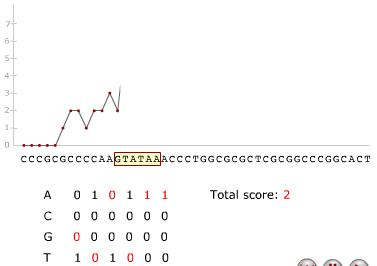 7
6
5
4
3
2
1
0
CCCGCGCCCCAAGTATAAACCCTGGCGCGCTCGCGGCCCGGCACT
A 0 1 0 1 1 1 Total score: 2
C 0 0 0 0 0 0
G 0 0 0 0 0 0
T 1 0 1 0 0 0